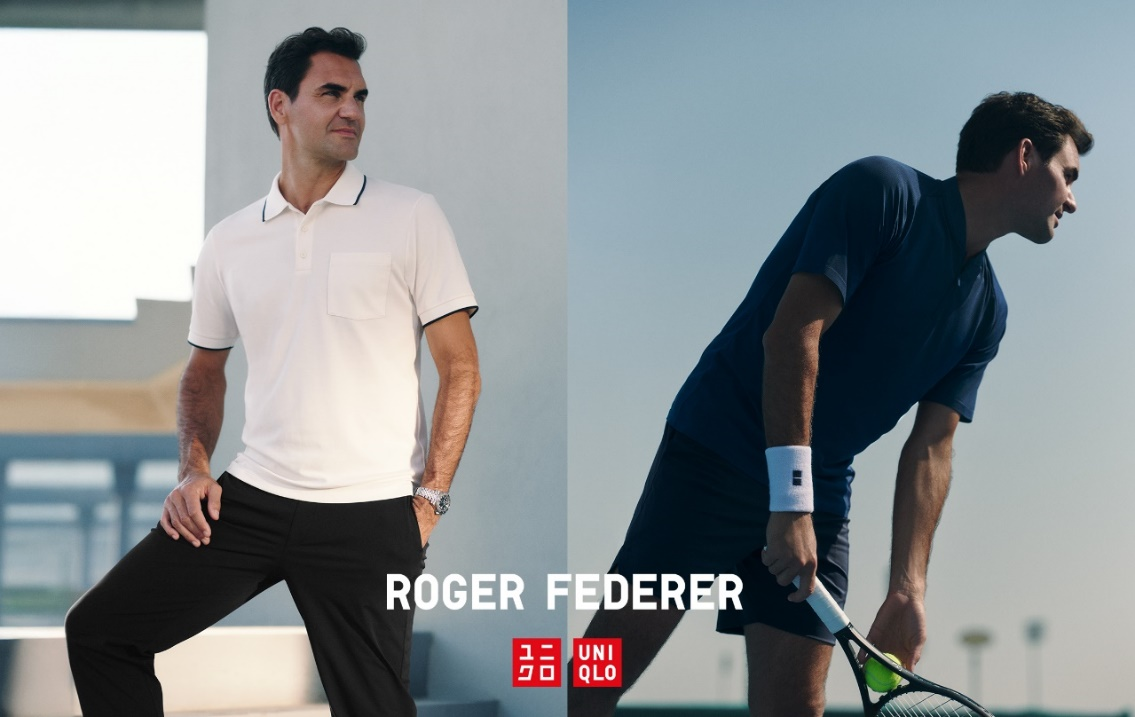 ROGER FEDERER
ユニ UNI
クロ QLO